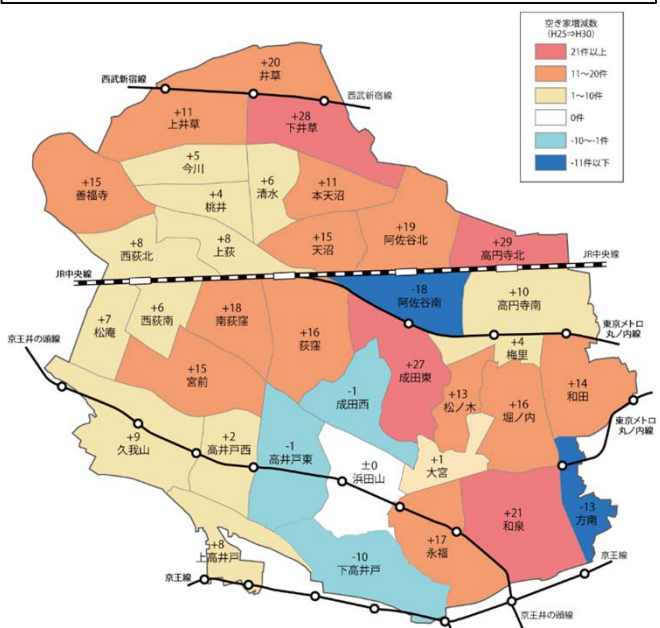 空き家増減数
(H25⇒H30)
21件以上
11～20件
1～10件
0件
-10～-1件
-11件以下
+20
井草
西武新宿線
西武新宿線
+11
上井草
+28
下井草
+5
今川
+6
清水
+4
桃井
+11
本天沼
+15
善福寺
+19
阿佐谷北
+15
天沼
+29
高円寺北
+8
西荻北
+8
上荻
JR中央線
JR中央線
-18
阿佐谷南
+10
高円寺南
+7
松庵
+6
西荻南
+18
南荻窪
+16
荻窪
東京メトロ
丸ノ内線
京王井の頭線
+4
梅里
+27
成田東
+15
宮前
-1
成田西
+13
松ノ木
+16
堀ノ内
+14
和田
東京メトロ
丸ノ内線
+9
久我山
+2
高井戸西
-1
高井戸東
±0
浜田山
+1
大宮
+21
和泉
-13
方南
+17
永福
+8
上高井戸
-10
下高井戸
京王線
京王線
京王井の頭線